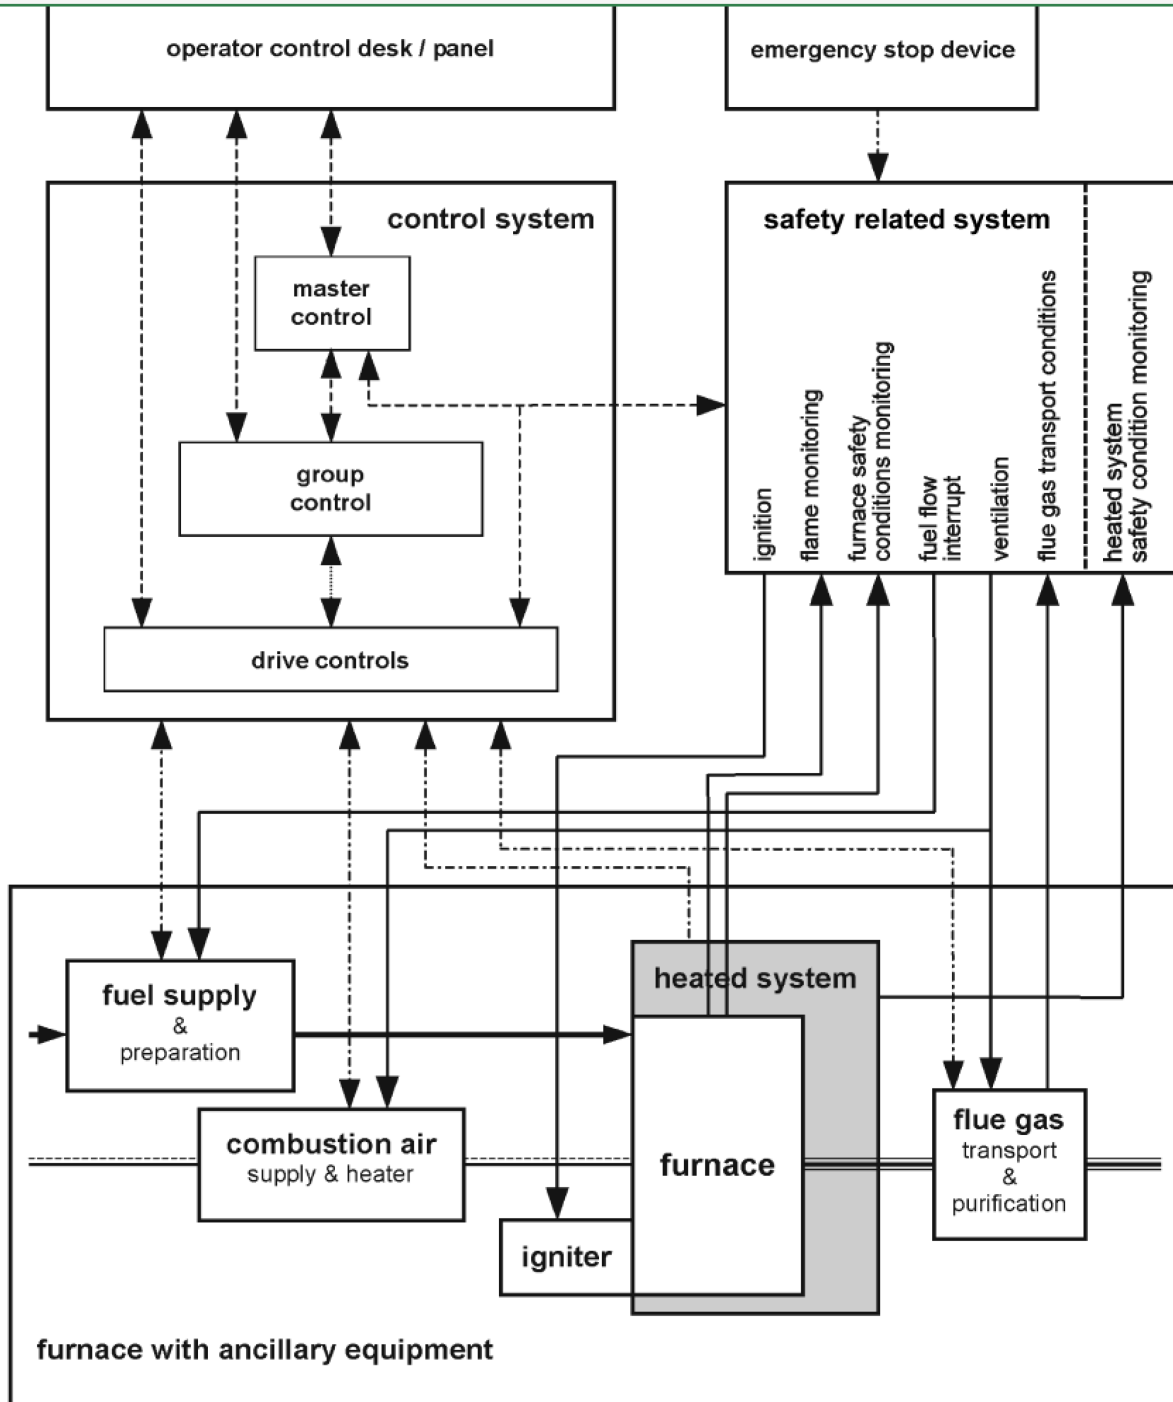 operator control desk / panel
emergency stop device
control system
safety related system
master
control
group
control
drive controls
ignition
flame monitoring
furnace safety
conditions monitoring
fuel flow
interrupt
ventilation
flue gas transport conditions
heated system
safety condition monitoring
fuel supply
&
preparation
heated system
combustion air
supply & heater
furnace
flue gas
transport
&
purification
igniter
furnace with ancillary equipment